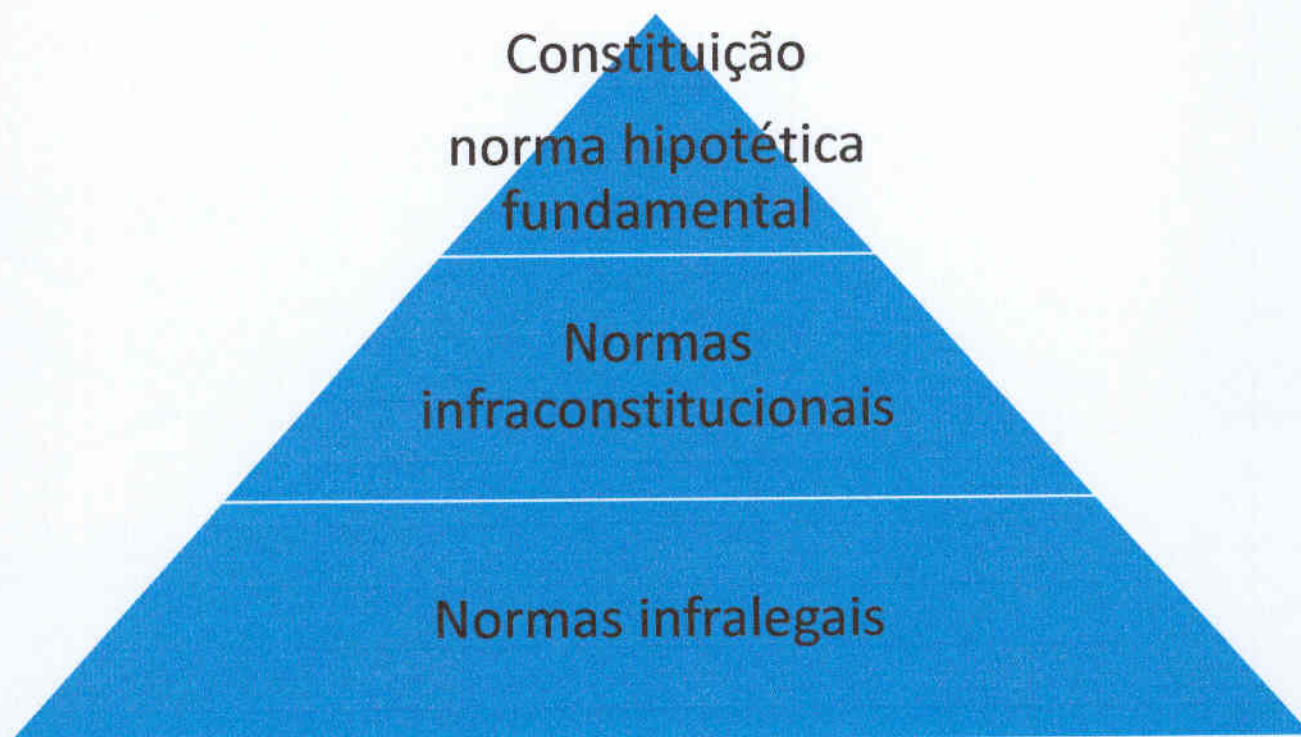 Constituição
norma hipotética
fundamental
Normas
infraconstitucionais
Normas infralegais